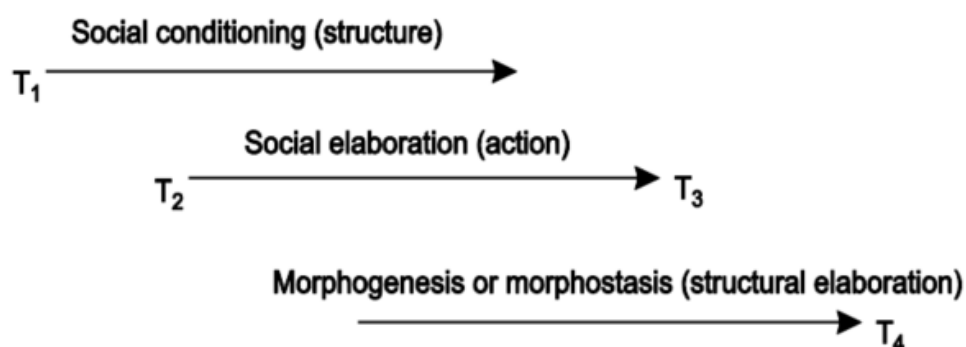 Social conditioning (structure)
T₁
Social elaboration (action)
T₂
T₃
Morphogenesis or morphostasis (structural elaboration)
T₄